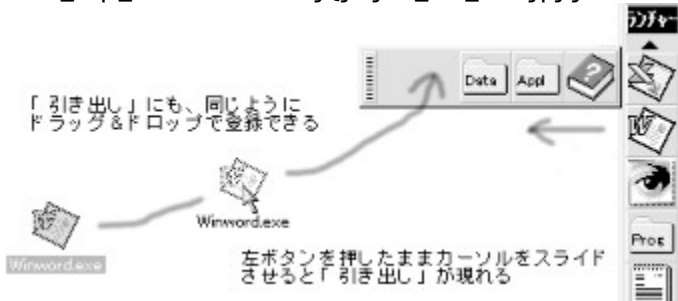 ランチャー
Data
Appl
「引き出し」にも、同じように
ドラッグ&ドロップで登録できる
Winword.exe
Winword.exe
左ボタンを押したままカーソルをスライド
させると「引き出し」が現れる
Prog